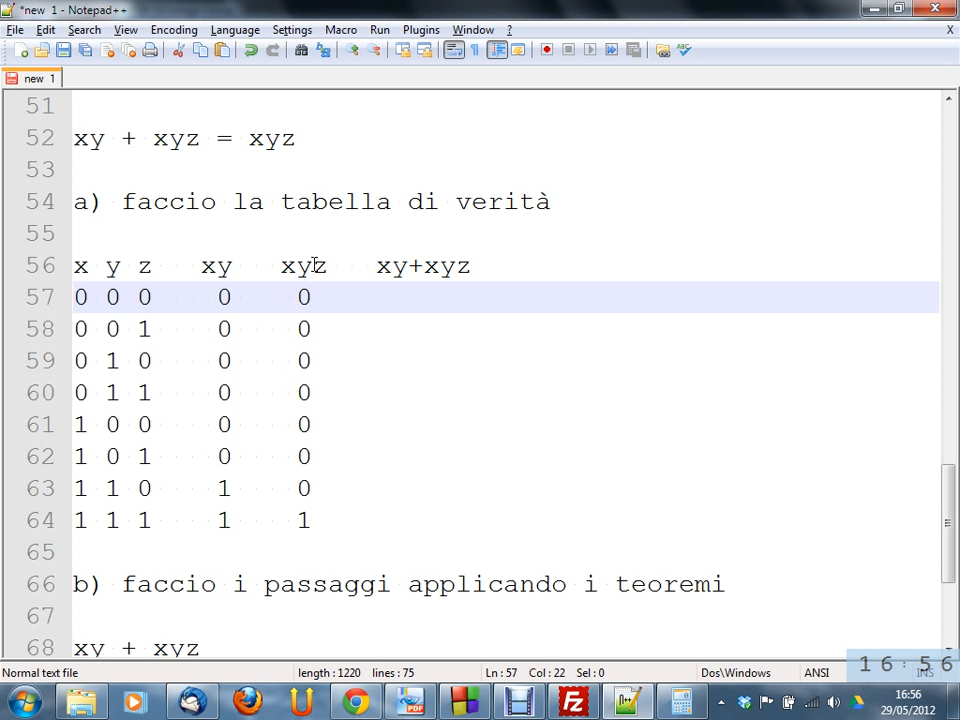 *new 1 - Notepad++
File Edit Search View Encoding Language Settings Macro Run Plugins Window ? X
new 1
51
52 xy + xyz = xyz
53
54 a) faccio la tabella di verità
55
56 x y z xy xyz xy+xyz
57 0 0 0 0 0
58 0 0 1 0 0
59 0 1 0 0 0
60 0 1 1 0 0
61 1 0 0 0 0
62 1 0 1 0 0
63 1 1 0 1 0
64 1 1 1 1 1
65
66 b) faccio i passaggi applicando i teoremi
67
68 xy + xyz
Normal text file length : 1220 lines : 75 Ln : 57 Col : 22 Sel : 0 Dos\Windows ANSI INS
16:56
16:56
29/05/2012